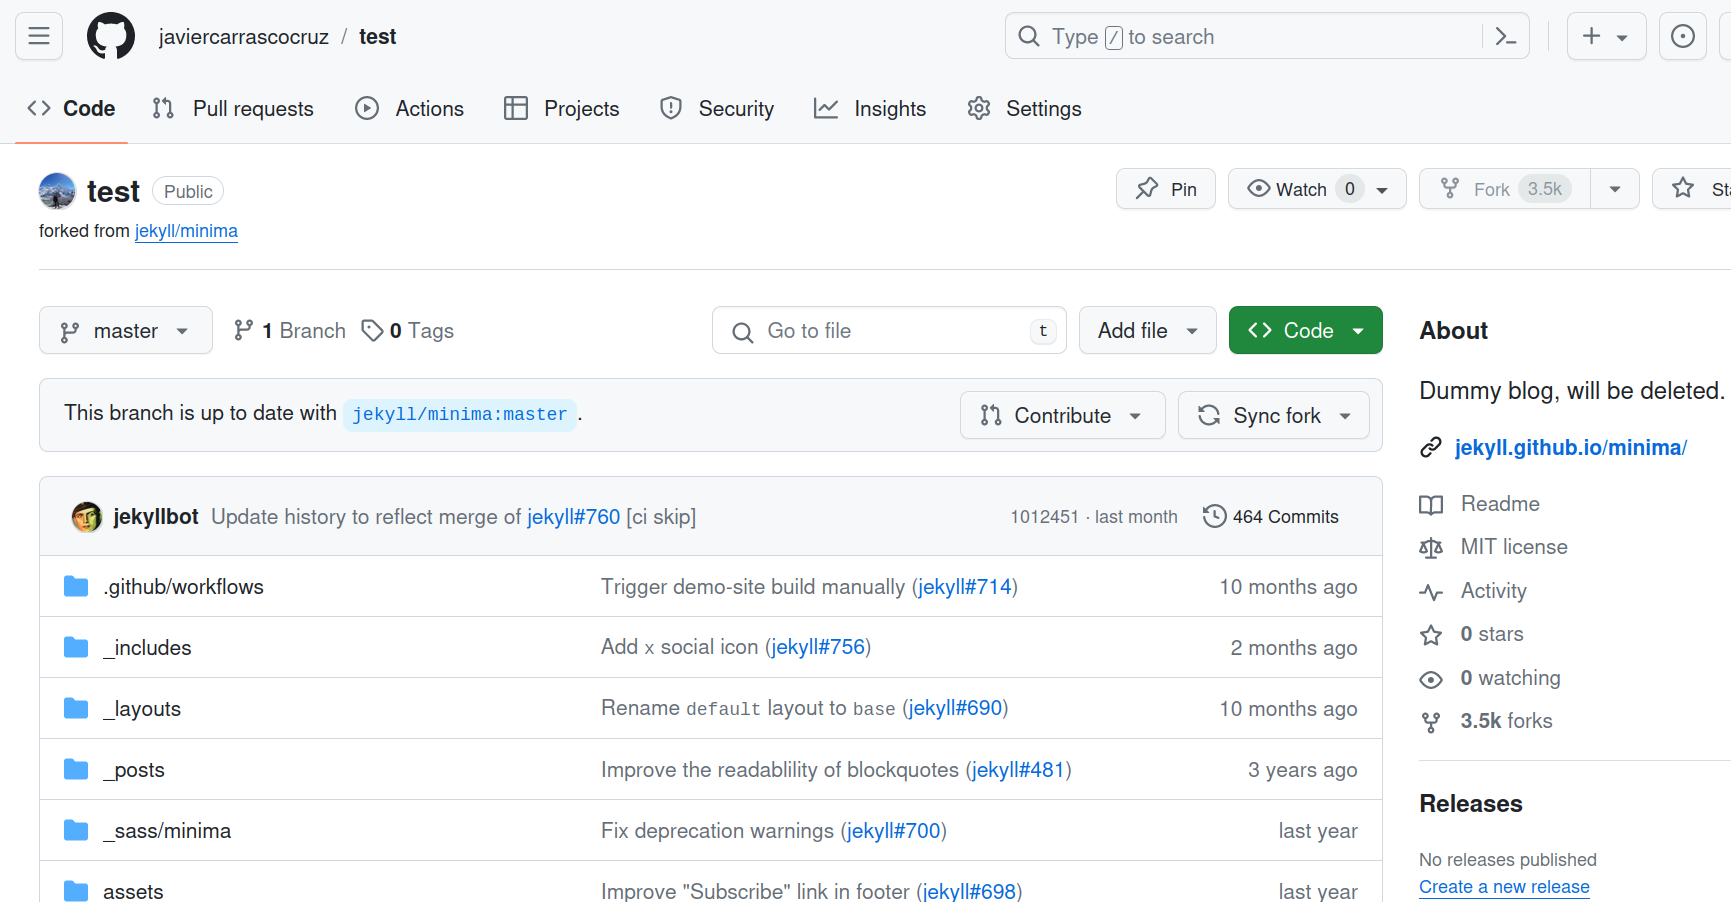 javiercarrascocruz / test
Type / to search
Code Pull requests Actions Projects Security Insights Settings
test Public
Pin Watch 0 Fork 3.5k Sta
forked from jekyll/minima
master 1 Branch 0 Tags
Go to file t
Add file
Code
This branch is up to date with jekyll/minima:master.
Contribute Sync fork
jekyllbot Update history to reflect merge of jekyll#760 [ci skip] 1012451 · last month 464 Commits
.github/workflows Trigger demo-site build manually (jekyll#714) 10 months ago
_includes Add x social icon (jekyll#756) 2 months ago
_layouts Rename default layout to base (jekyll#690) 10 months ago
_posts Improve the readablility of blockquotes (jekyll#481) 3 years ago
_sass/minima Fix deprecation warnings (jekyll#700) last year
assets Improve "Subscribe" link in footer (jekyll#698) last year
About
Dummy blog, will be deleted.
jekyll.github.io/minima/
Readme
MIT license
Activity
0 stars
0 watching
3.5k forks
Releases
No releases published
Create a new release